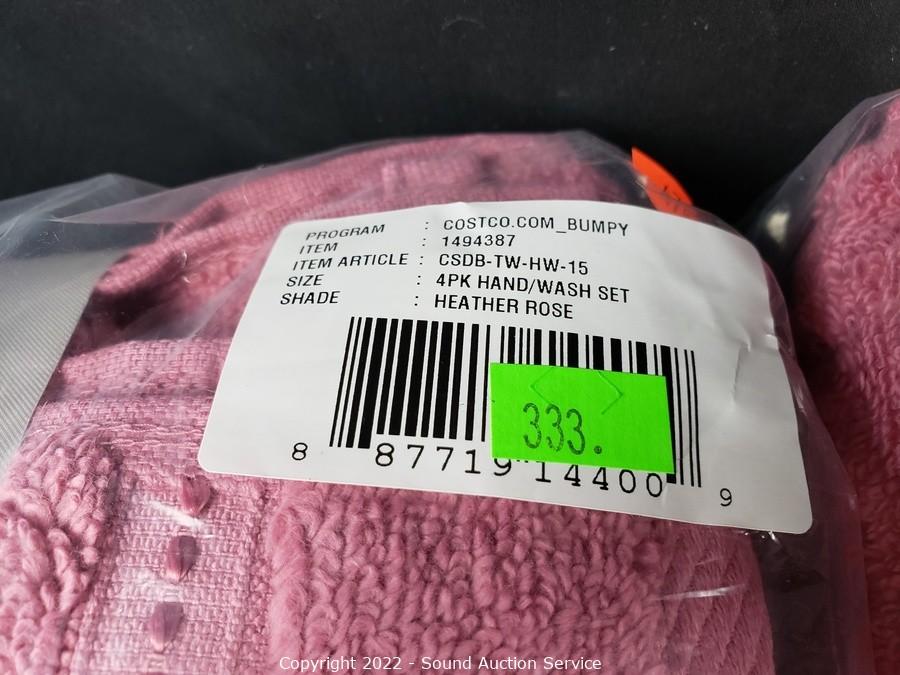 PROGRAM : COSTCO.COM_BUMPY
ITEM : 1494387
ITEM ARTICLE : CSDB-TW-HW-15
SIZE : 4PK HAND/WASH SET
SHADE : HEATHER ROSE
333.
8 87719 14400 9
Copyright 2022 - Sound Auction Service